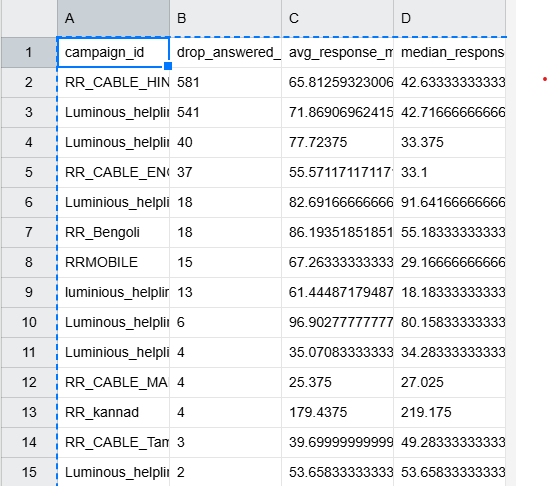 A B C D
1 campaign_id drop_answered_ avg_response_m median_respons
2 RR_CABLE_HIN 581 65.81259323006 42.63333333333
3 Luminous_helplin 541 71.86906962415 42.71666666666
4 Luminous_helplin 40 77.72375 33.375
5 RR_CABLE_ENG 37 55.57117117117 33.1
6 Luminious_helpli 18 82.69166666666 91.64166666666
7 RR_Bengoli 18 86.19351851851 55.18333333333
8 RRMOBILE 15 67.26333333333 29.16666666666
9 luminious_helplin 13 61.44487179487 18.18333333333
10 Luminous_helplin 6 96.90277777777 80.15833333333
11 Luminious_helpli 4 35.07083333333 34.28333333333
12 RR_CABLE_MA 4 25.375 27.025
13 RR_kannad 4 179.4375 219.175
14 RR_CABLE_Tam 3 39.69999999999 49.28333333333
15 Luminous_helplin 2 53.65833333333 53.65833333333